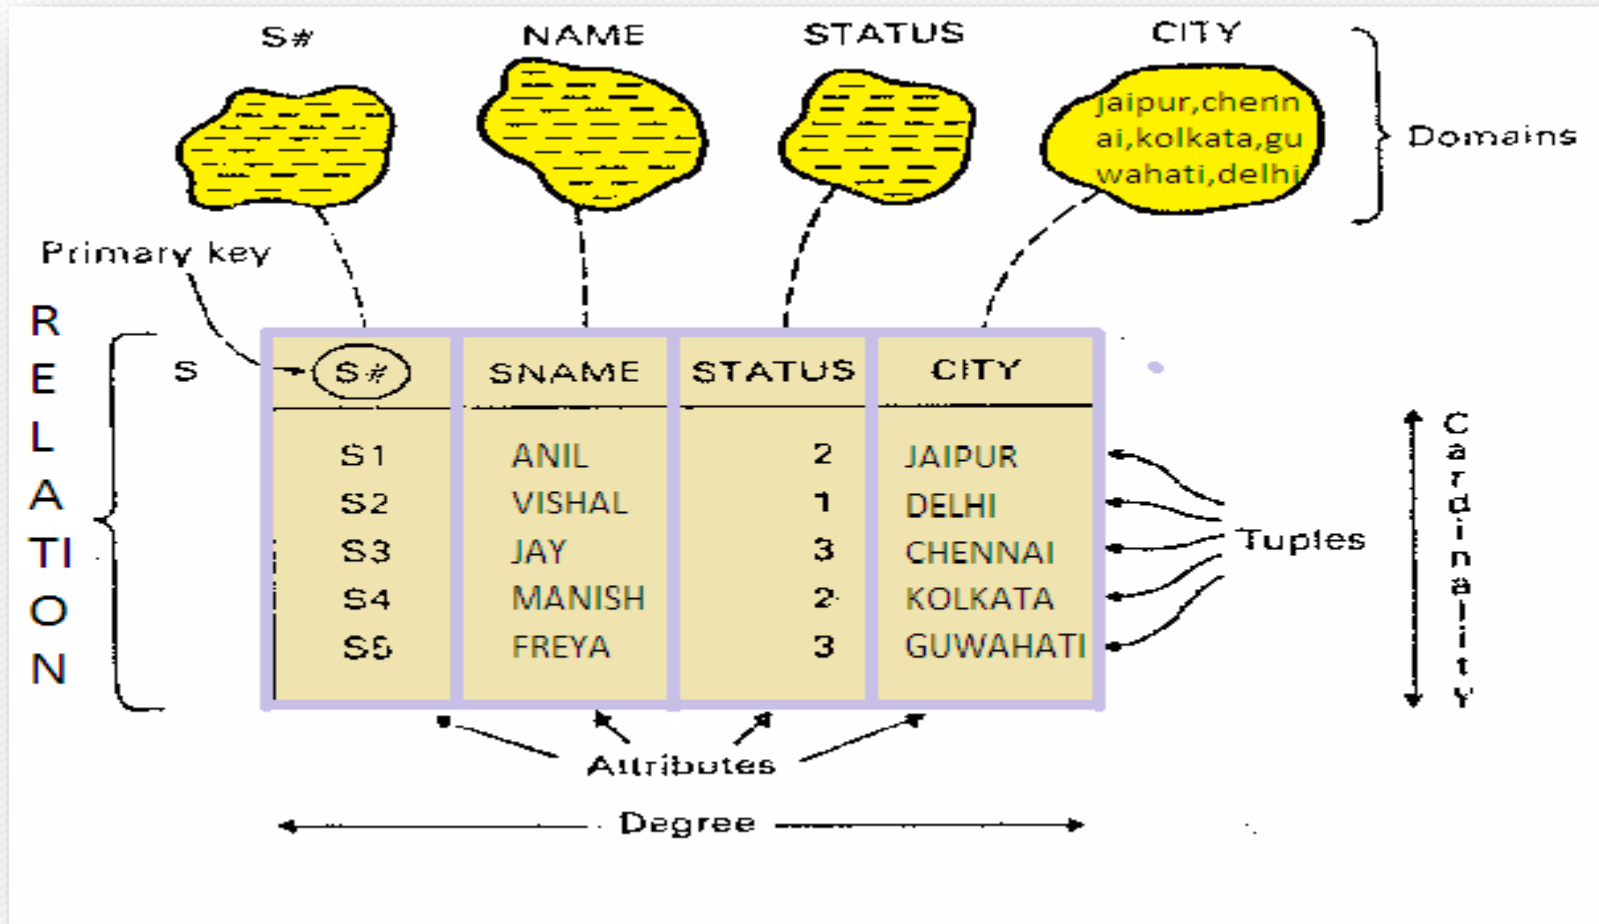 S# NAME STATUS CITY
jaipur,chenn
ai,kolkata,gu
wahati,delhi
Domains
Primary key
R
E
L
A
TI
O
N
S
S# SNAME STATUS CITY
S1 ANIL 2 JAIPUR
S2 VISHAL 1 DELHI
S3 JAY 3 CHENNAI
S4 MANISH 2 KOLKATA
S5 FREYA 3 GUWAHATI
Tuples
C
a
r
d
i
n
a
l
i
t
y
Attributes
Degree